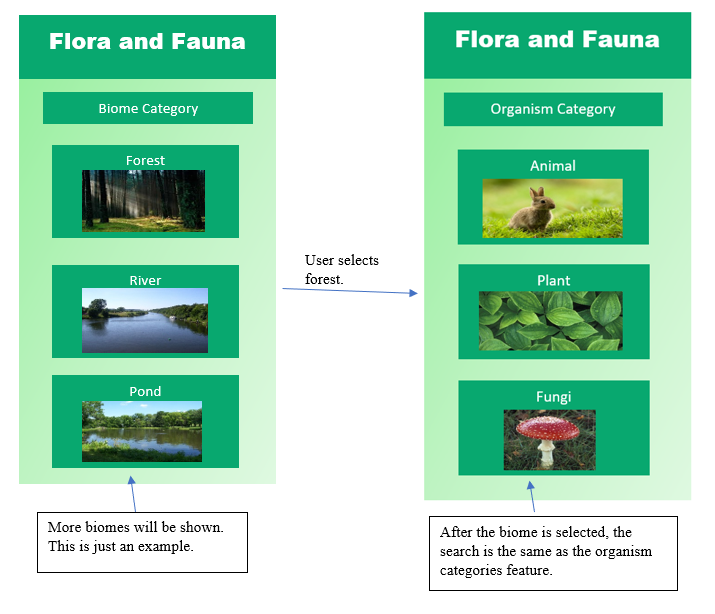 Flora and Fauna
Biome Category
Forest
River
Pond
More biomes will be shown.
This is just an example.
User selects
forest.
Flora and Fauna
Organism Category
Animal
Plant
Fungi
After the biome is selected, the
search is the same as the organism
categories feature.